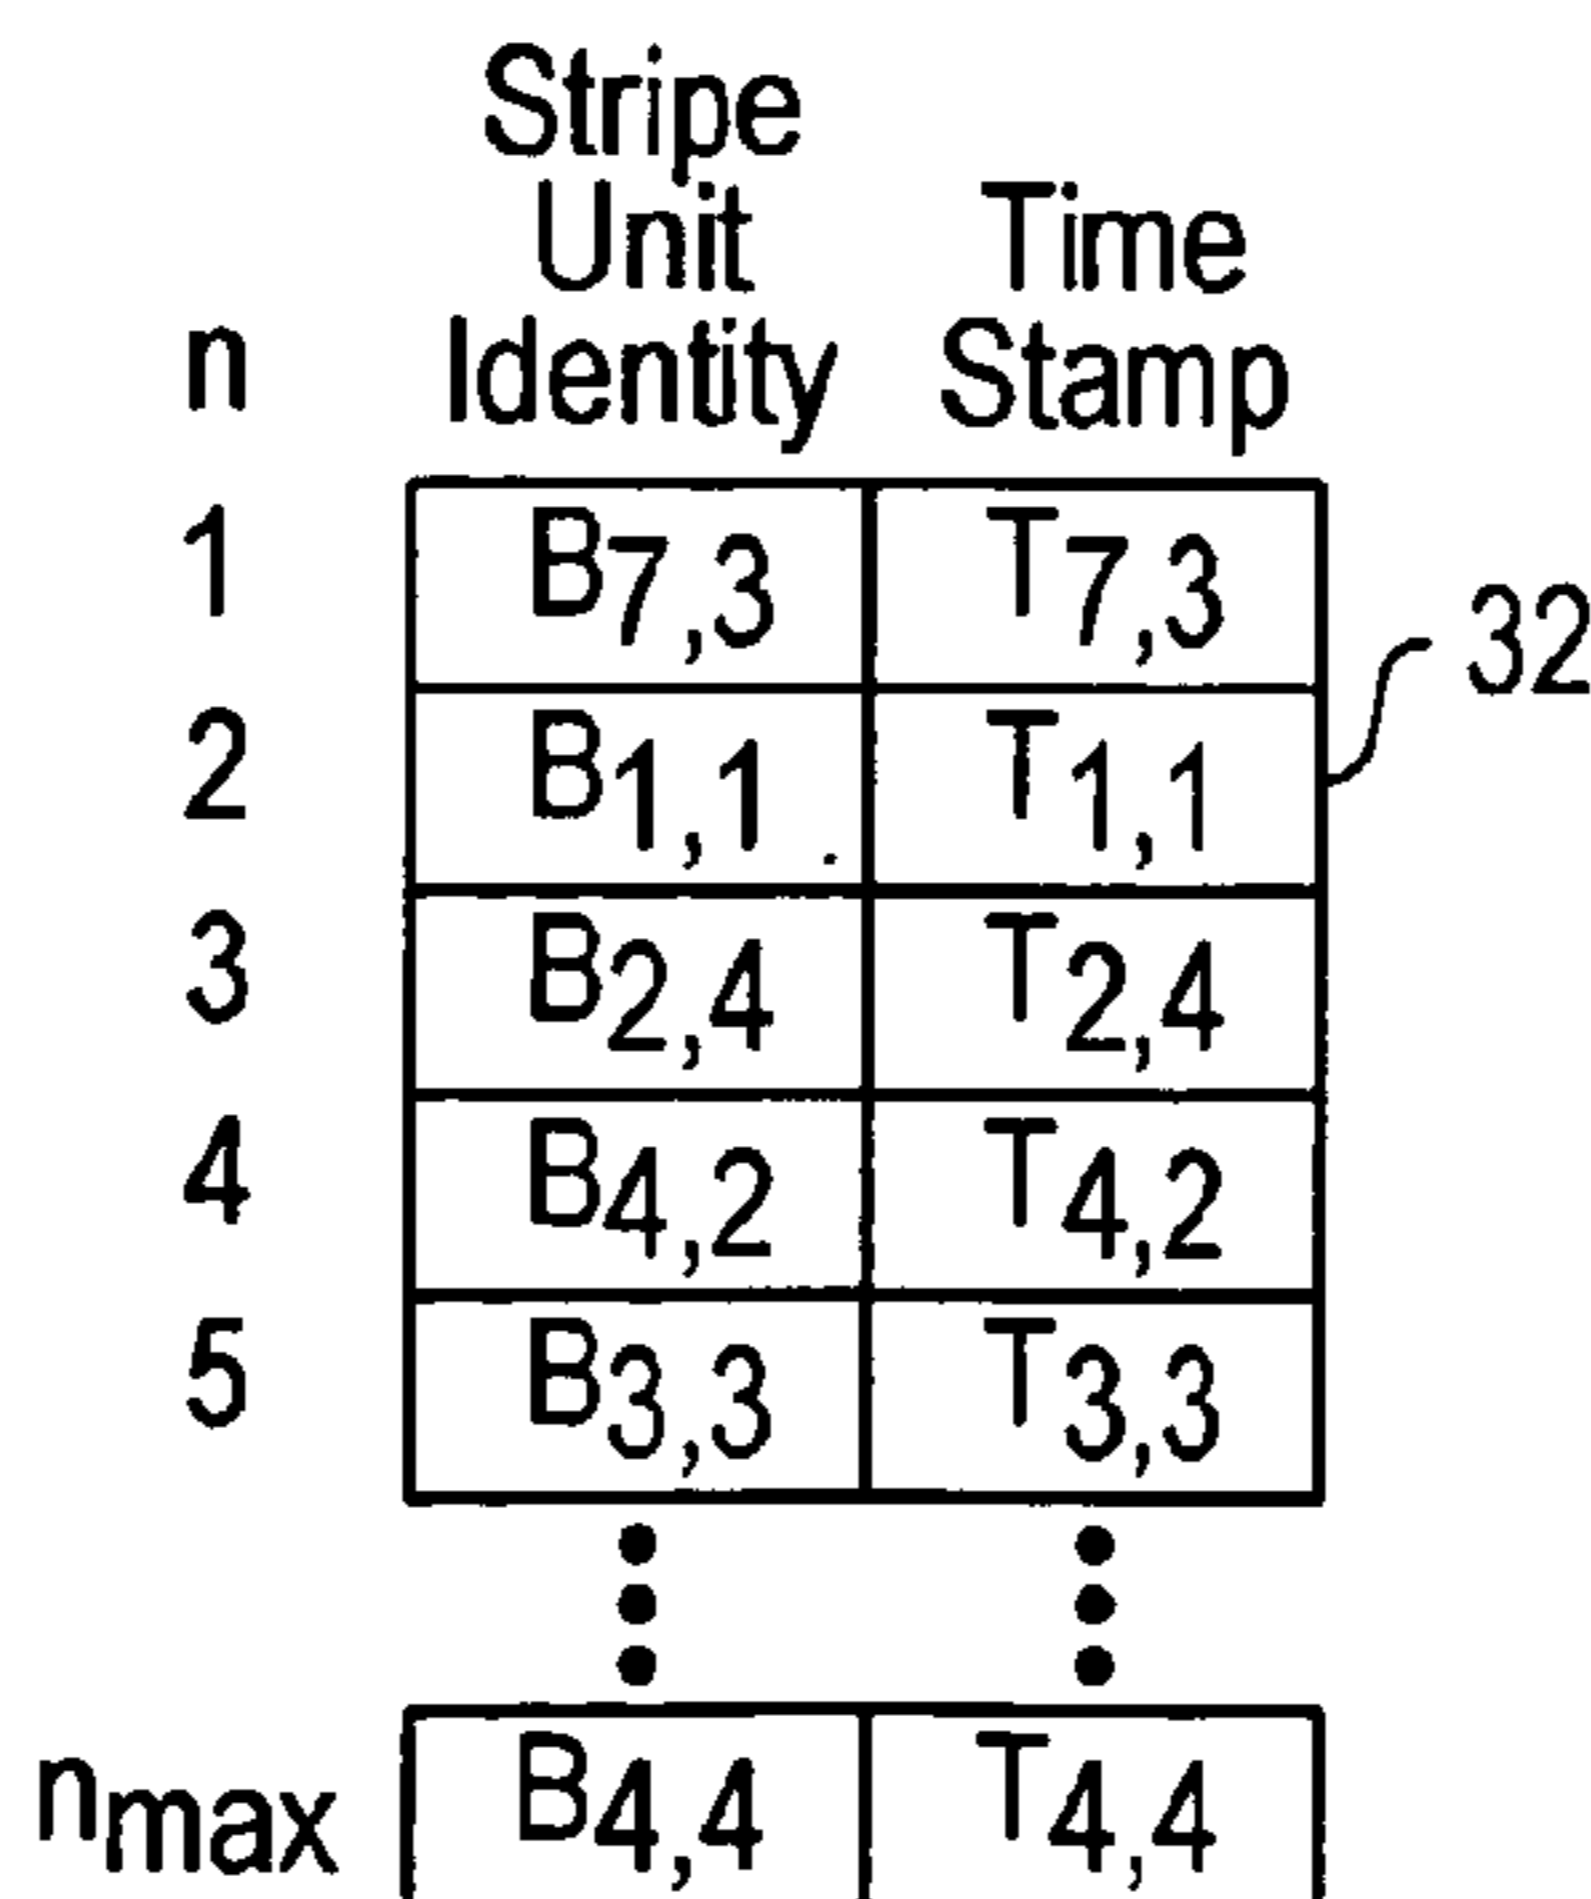 Stripe
Unit Time
n Identity Stamp
1 B7,3 T7,3
32
2 B1,1 T1,1
3 B2,4 T2,4
4 B4,2 T4,2
5 B3,3 T3,3
nmax B4,4 T4,4